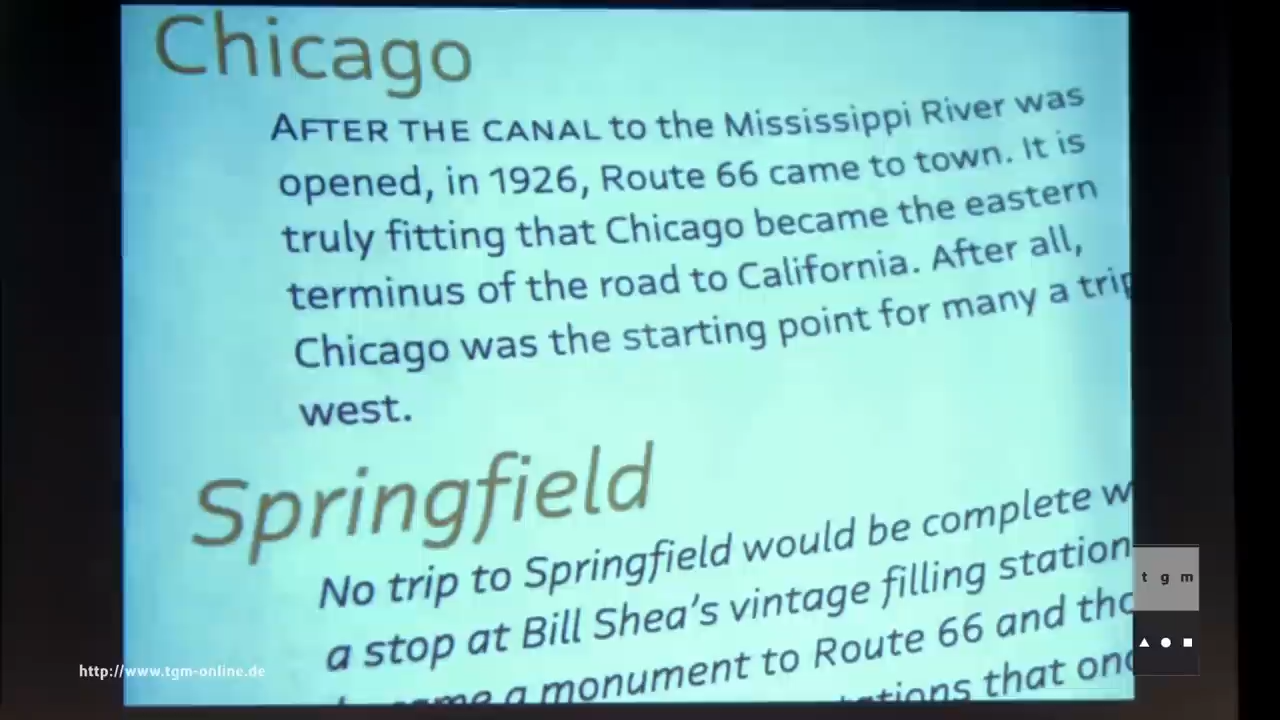 Chicago
AFTER THE CANAL to the Mississippi River was
opened, in 1926, Route 66 came to town. It is
truly fitting that Chicago became the eastern
terminus of the road to California. After all,
Chicago was the starting point for many a trip
west.
Springfield
No trip to Springfield would be complete
a stop at Bill Shea's vintage filling station
a monument to Route 66 and
that
t g m
http://www.tgm-online.de